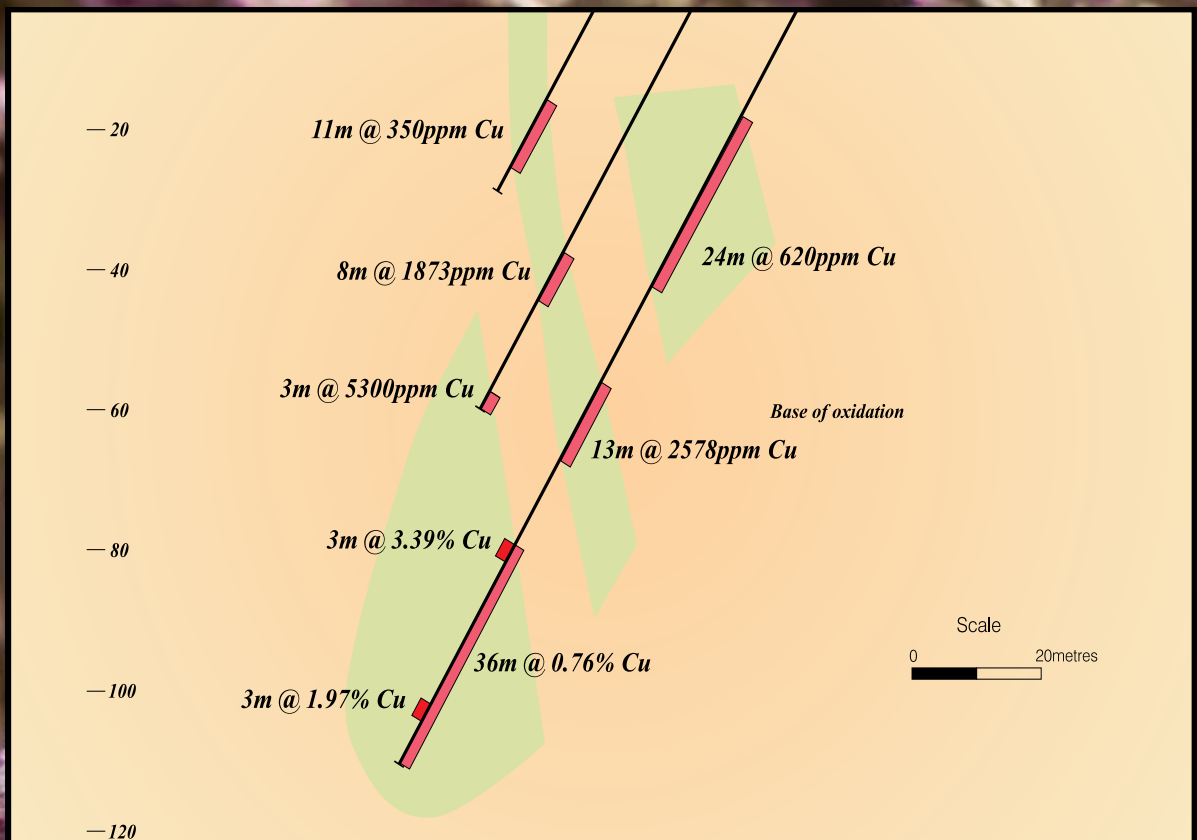 — 20
11m @ 350ppm Cu
24m @ 620ppm Cu
— 40
8m @ 1873ppm Cu
3m @ 5300ppm Cu
— 60
Base of oxidation
13m @ 2578ppm Cu
3m @ 3.39% Cu
— 80
Scale
0 20metres
36m @ 0.76% Cu
— 100
3m @ 1.97% Cu
— 120